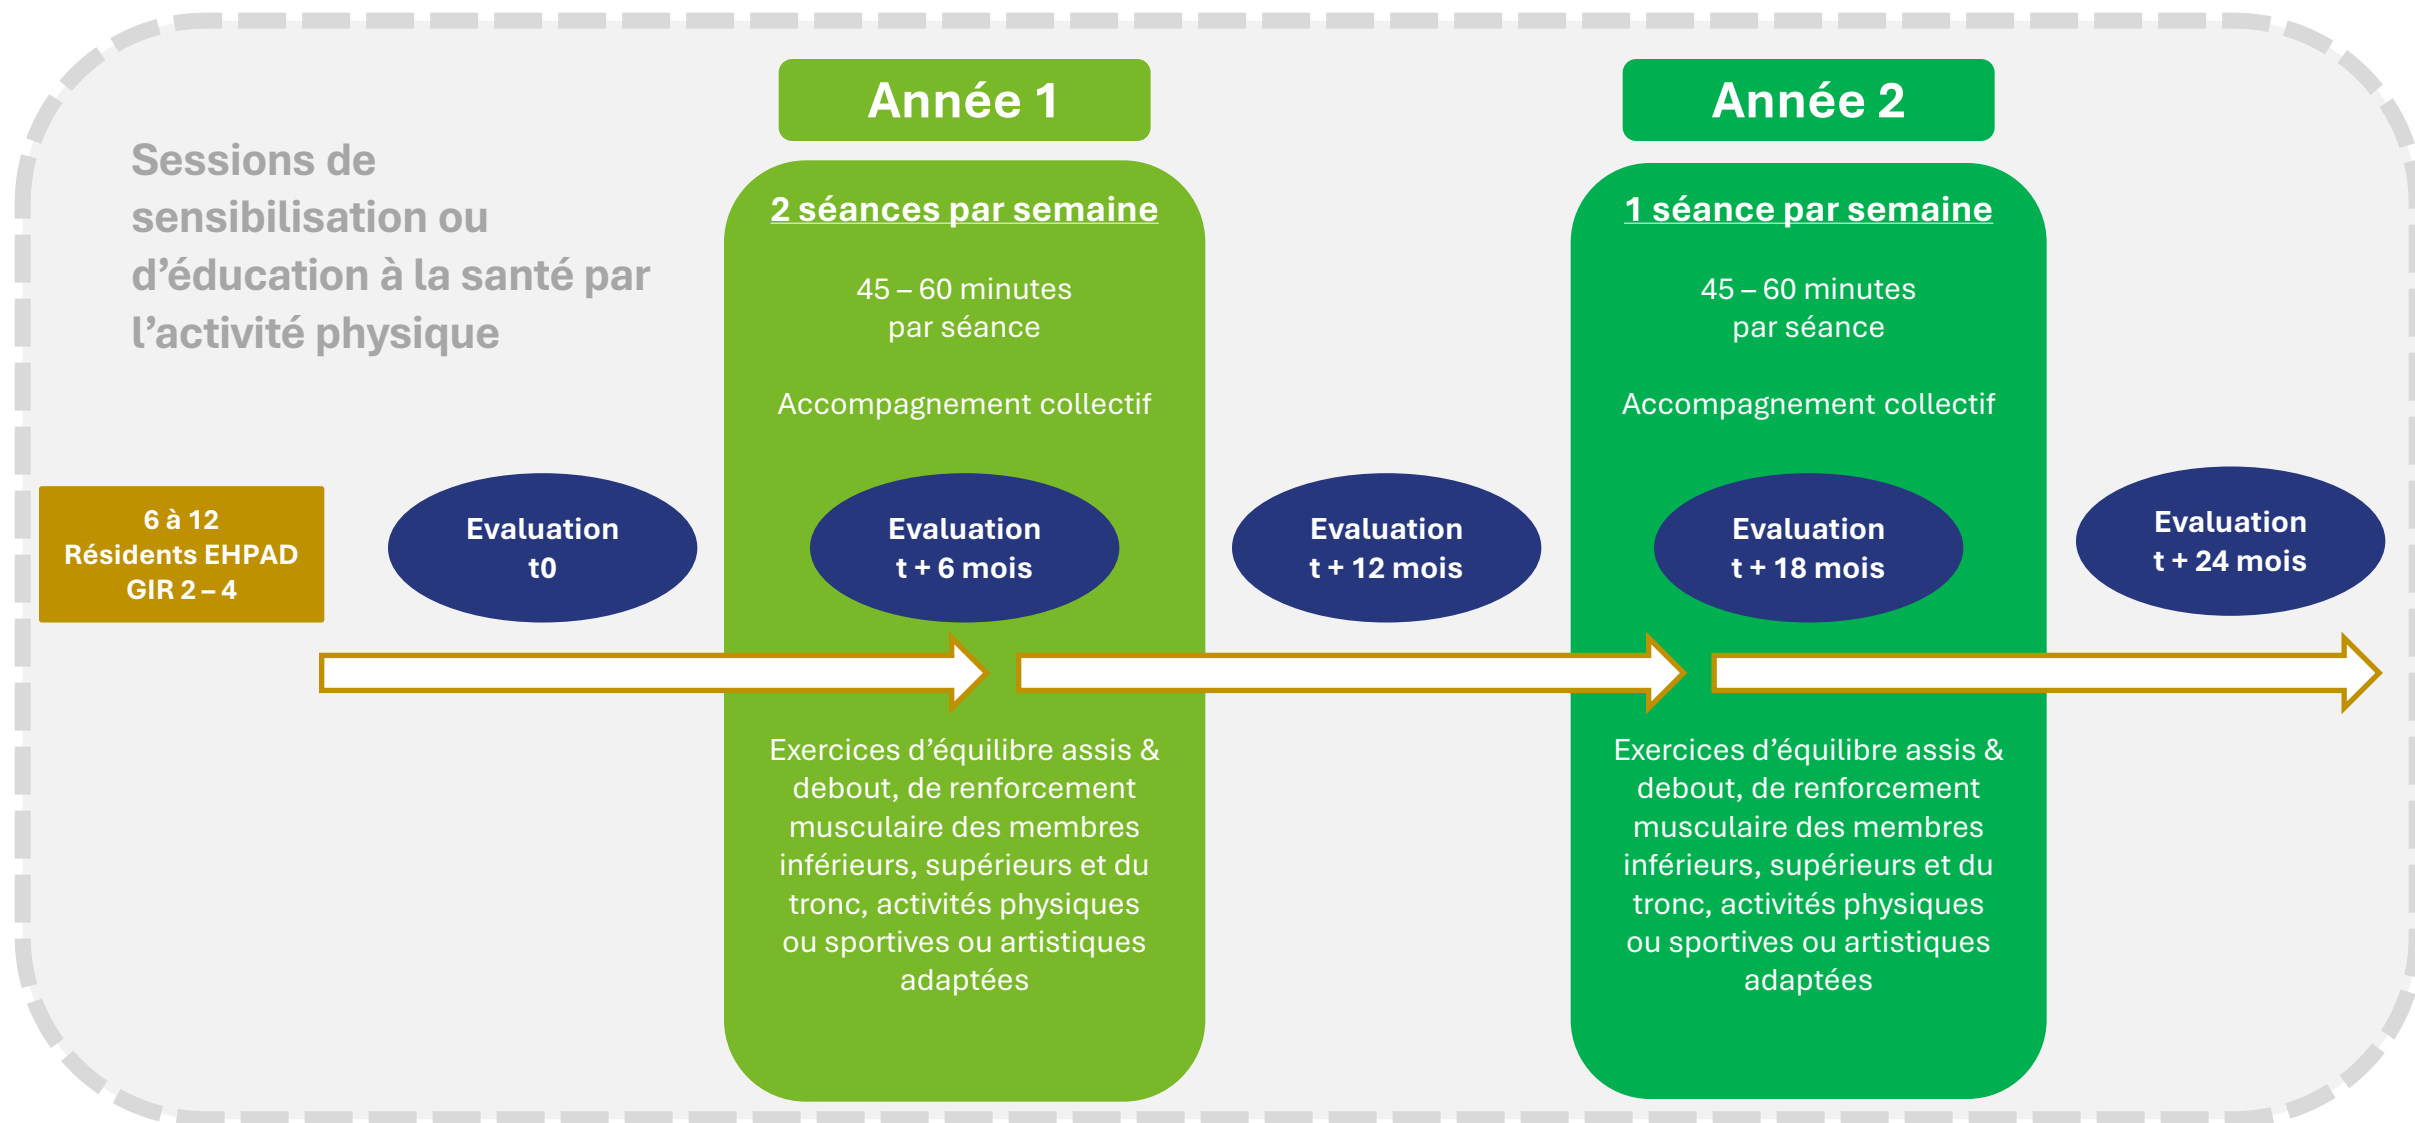 Sessions de
sensibilisation ou
d’éducation à la santé par
l’activité physique
6 à 12
Résidents EHPAD
GIR 2 – 4
Evaluation
t0
Année 1
2 séances par semaine
45 – 60 minutes
par séance
Accompagnement collectif
Evaluation
t + 6 mois
Exercices d’équilibre assis &
debout, de renforcement
musculaire des membres
inférieurs, supérieurs et du
tronc, activités physiques
ou sportives ou artistiques
adaptées
Evaluation
t + 12 mois
Année 2
1 séance par semaine
45 – 60 minutes
par séance
Accompagnement collectif
Evaluation
t + 18 mois
Exercices d’équilibre assis &
debout, de renforcement
musculaire des membres
inférieurs, supérieurs et du
tronc, activités physiques
ou sportives ou artistiques
adaptées
Evaluation
t + 24 mois